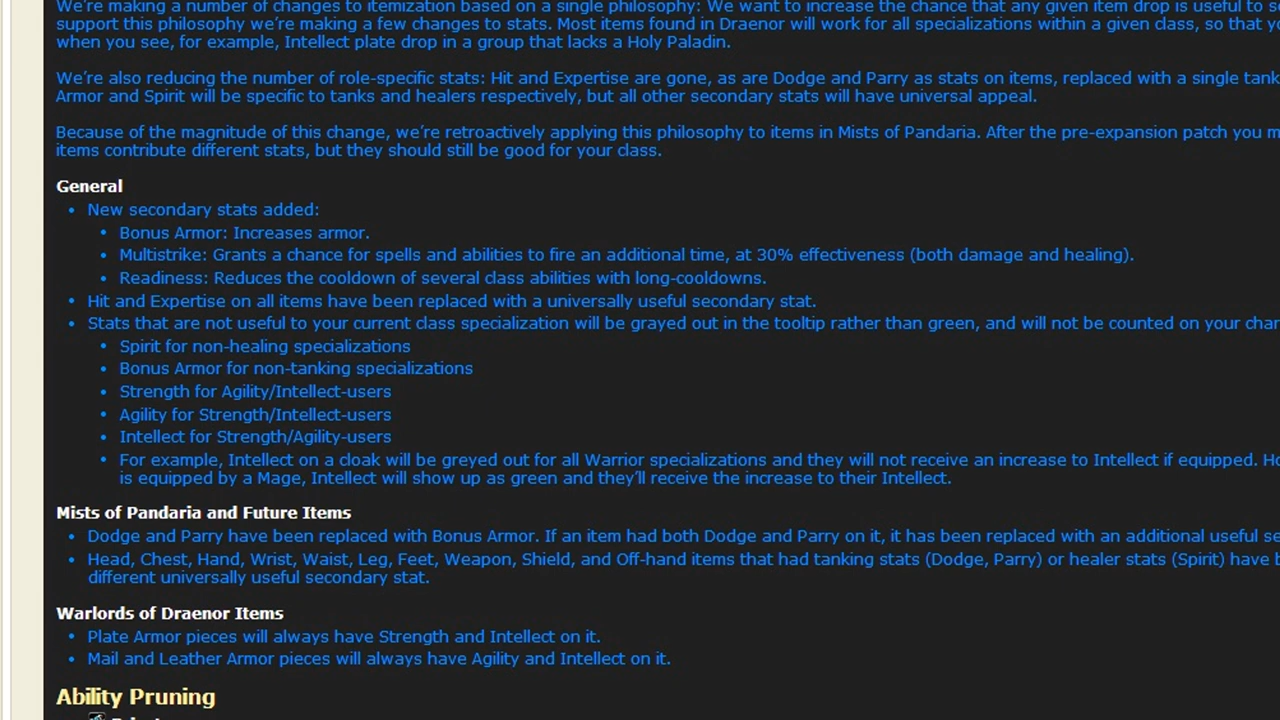 We're making a number of changes to itemization based on a single philosophy: We want to increase the chance that any given item drop is useful to
support this philosophy we're making a few changes to stats. Most items found in Draenor will work for all specializations within a given class, so that
when you see, for example, Intellect plate drop in a group that lacks a Holy Paladin.
We're also reducing the number of role-specific stats: Hit and Expertise are gone, as are Dodge and Parry as stats on items, replaced with a single tank
Armor and Spirit will be specific to tanks and healers respectively, but all other secondary stats will have universal appeal.
Because of the magnitude of this change, we're retroactively applying this philosophy to items in Mists of Pandaria. After the pre-expansion patch you
items contribute different stats, but they should still be good for your class.
General
• New secondary stats added:
• Bonus Armor: Increases armor.
• Multistrike: Grants a chance for spells and abilities to fire an additional time, at 30% effectiveness (both damage and healing).
• Readiness: Reduces the cooldown of several class abilities with long-cooldowns.
• Hit and Expertise on all items have been replaced with a universally useful secondary stat.
• Stats that are not useful to your current class specialization will be grayed out in the tooltip rather than green, and will not be counted on your
• Spirit for non-healing specializations
• Bonus Armor for non-tanking specializations
• Strength for Agility/Intellect-users
• Agility for Strength/Intellect-users
• Intellect for Strength/Agility-users
• For example, Intellect on a cloak will be greyed out for all Warrior specializations and they will not receive an increase to Intellect if equipped.
is equipped by a Mage, Intellect will show up as green and they'll receive the increase to their Intellect.
Mists of Pandaria and Future Items
• Dodge and Parry have been replaced with Bonus Armor. If an item had both Dodge and Parry on it, it has been replaced with an additional useful
• Head, Chest, Hand, Wrist, Waist, Leg, Feet, Weapon, Shield, and Off-hand items that had tanking stats (Dodge, Parry) or healer stats (Spirit) have
different universally useful secondary stat.
Warlords of Draenor Items
• Plate Armor pieces will always have Strength and Intellect on it.
• Mail and Leather Armor pieces will always have Agility and Intellect on it.
Ability Pruning